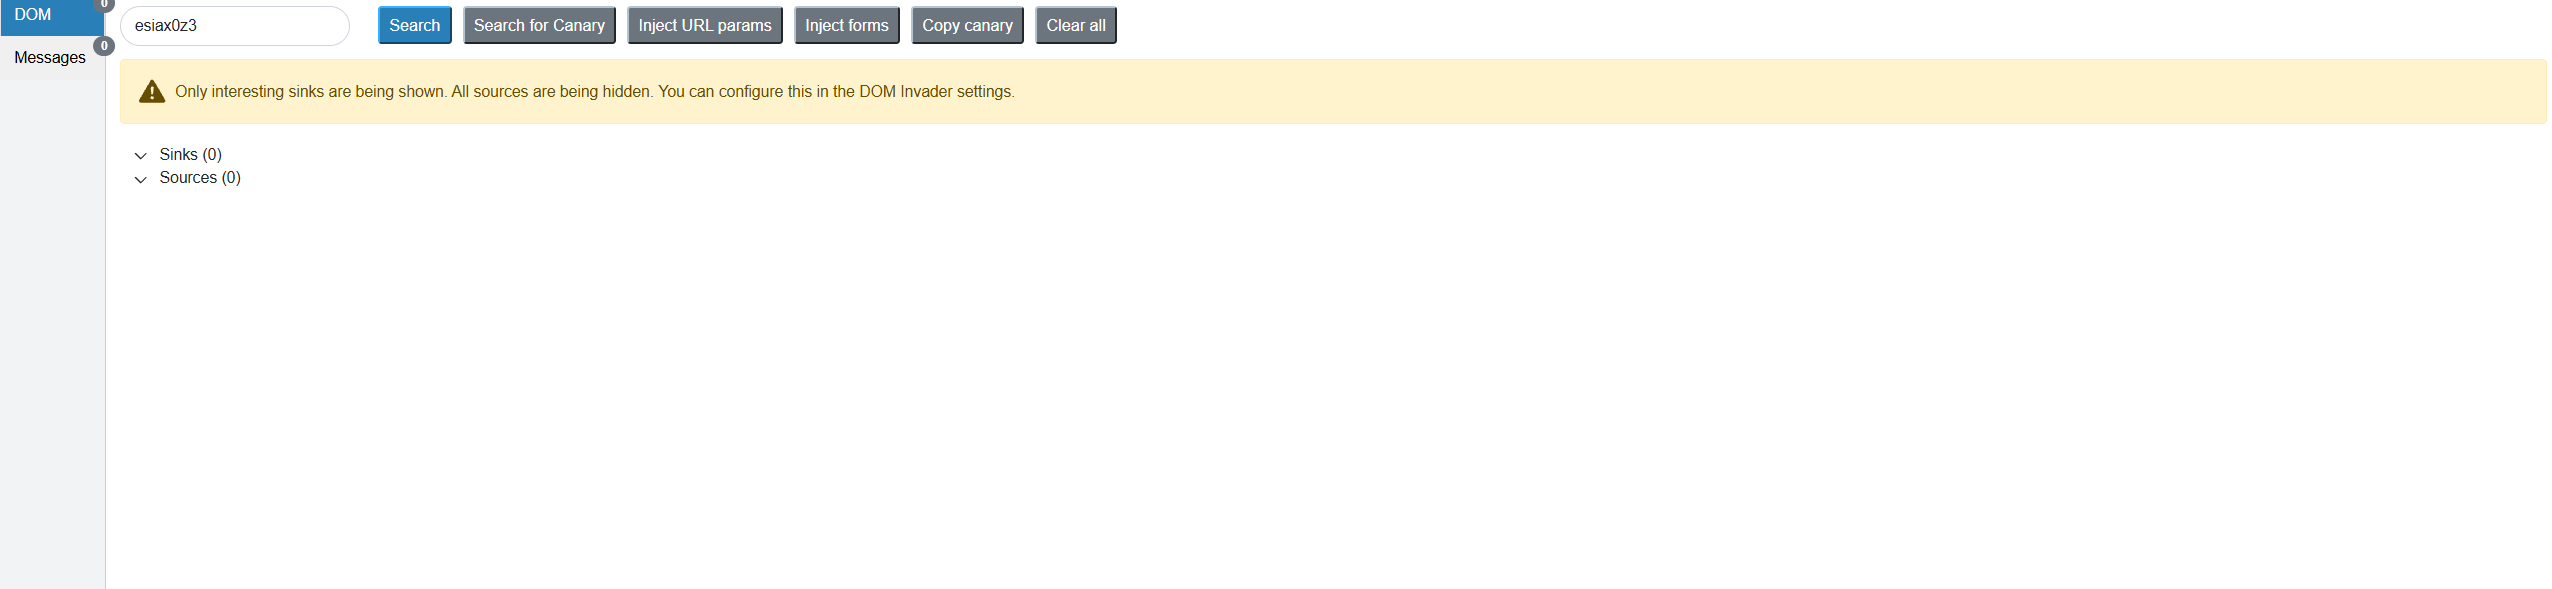 DOM
0
Messages
0
esiax0z3
Search
Search for Canary
Inject URL params
Inject forms
Copy canary
Clear all
Only interesting sinks are being shown. All sources are being hidden. You can configure this in the DOM Invader settings.
Sinks (0)
Sources (0)